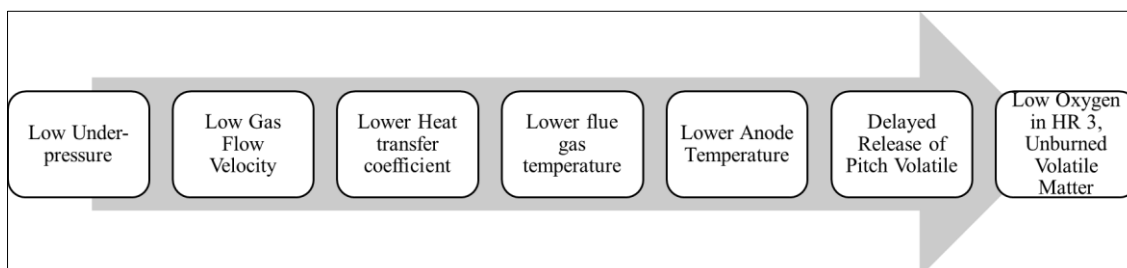 Low Under-
pressure
Low Gas
Flow
Velocity
Lower Heat
transfer
coefficient
Lower flue
gas
temperature
Lower Anode
Temperature
Delayed
Release of
Pitch Volatile
Low Oxygen
in HR 3,
Unburned
Volatile
Matter